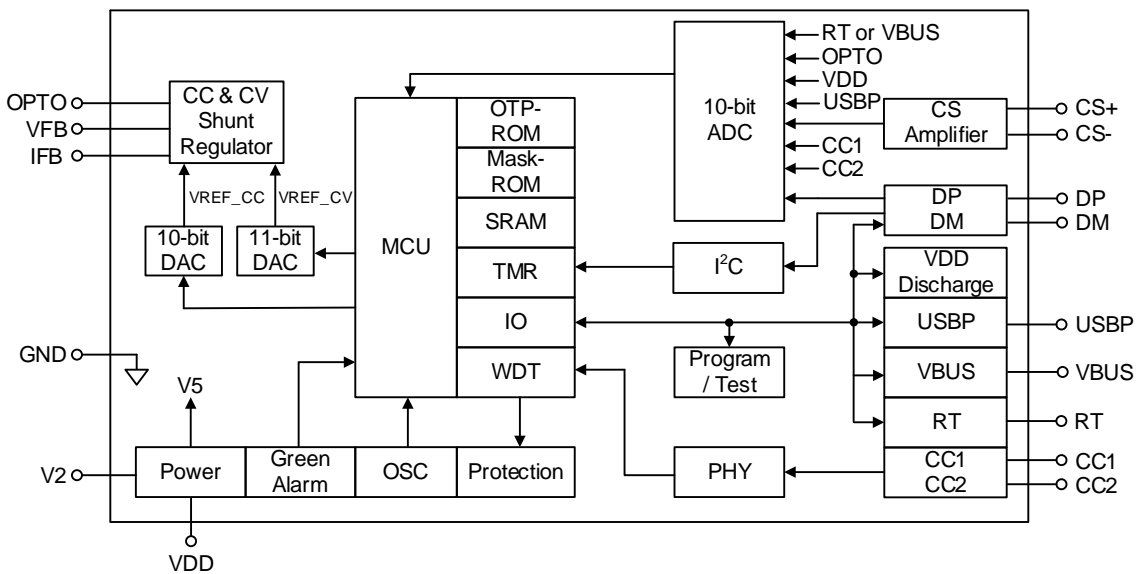 RT or VBUS
OPTO
VDD
USBP
CC1
CC2
10-bit
ADC
CS
Amplifier
CS+
CS-
OPTO
VFB
IFB
CC & CV
Shunt
Regulator
VREF_CC
VREF_CV
10-bit
DAC
11-bit
DAC
MCU
OTP-
ROM
Mask-
ROM
SRAM
TMR
IO
WDT
DP
DM
DP
DM
I²C
VDD
Discharge
USBP
USBP
VBUS
VBUS
RT
RT
CC1
CC2
CC1
CC2
Program
/ Test
PHY
GND
V5
V2
Power
Green
Alarm
OSC
Protection
VDD